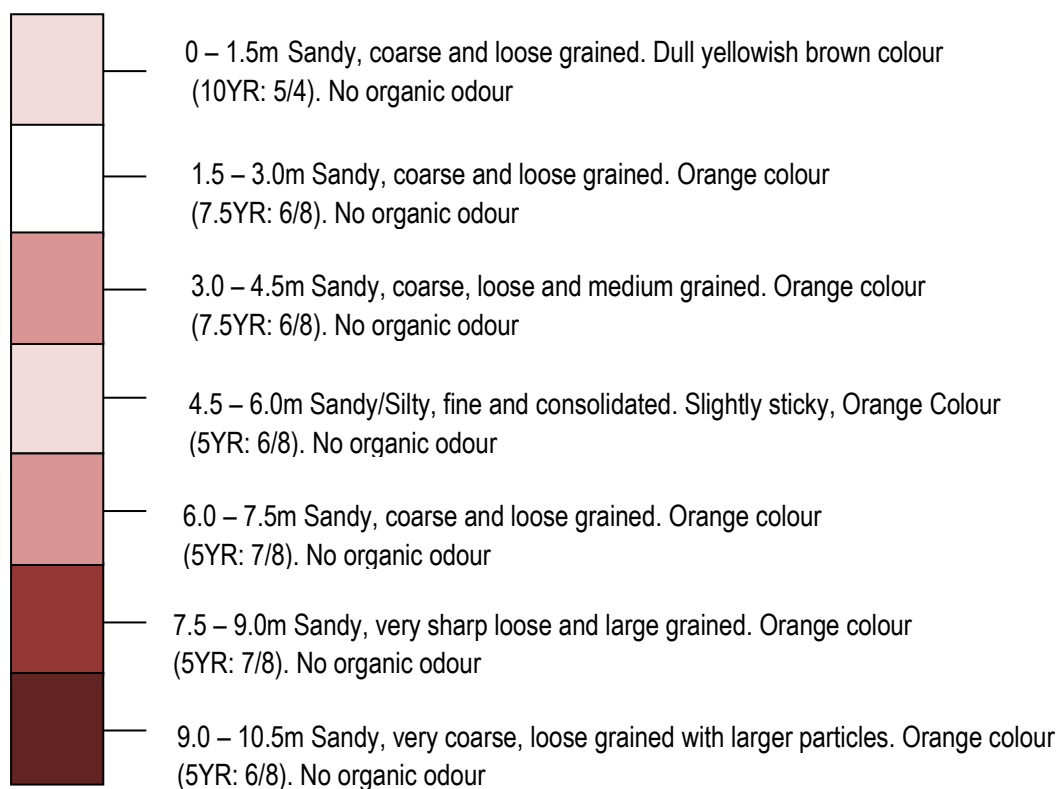 0 – 1.5m Sandy, coarse and loose grained. Dull yellowish brown colour
(10YR: 5/4). No organic odour
1.5 – 3.0m Sandy, coarse and loose grained. Orange colour
(7.5YR: 6/8). No organic odour
3.0 – 4.5m Sandy, coarse, loose and medium grained. Orange colour
(7.5YR: 6/8). No organic odour
4.5 – 6.0m Sandy/Silty, fine and consolidated. Slightly sticky, Orange Colour
(5YR: 6/8). No organic odour
6.0 – 7.5m Sandy, coarse and loose grained. Orange colour
(5YR: 7/8). No organic odour
7.5 – 9.0m Sandy, very sharp loose and large grained. Orange colour
(5YR: 7/8). No organic odour
9.0 – 10.5m Sandy, very coarse, loose grained with larger particles. Orange colour
(5YR: 6/8). No organic odour